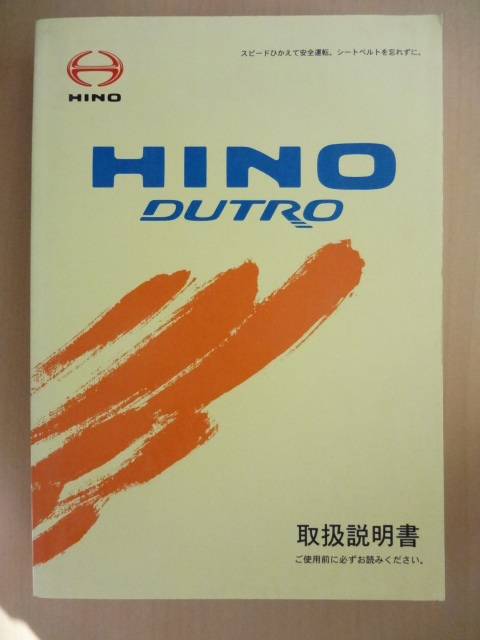 スピードひかえて安全運転。シートベルトを忘れずに。
HINO
HINO
DUTRO
取扱説明書
ご使用前に必ずお読みください。